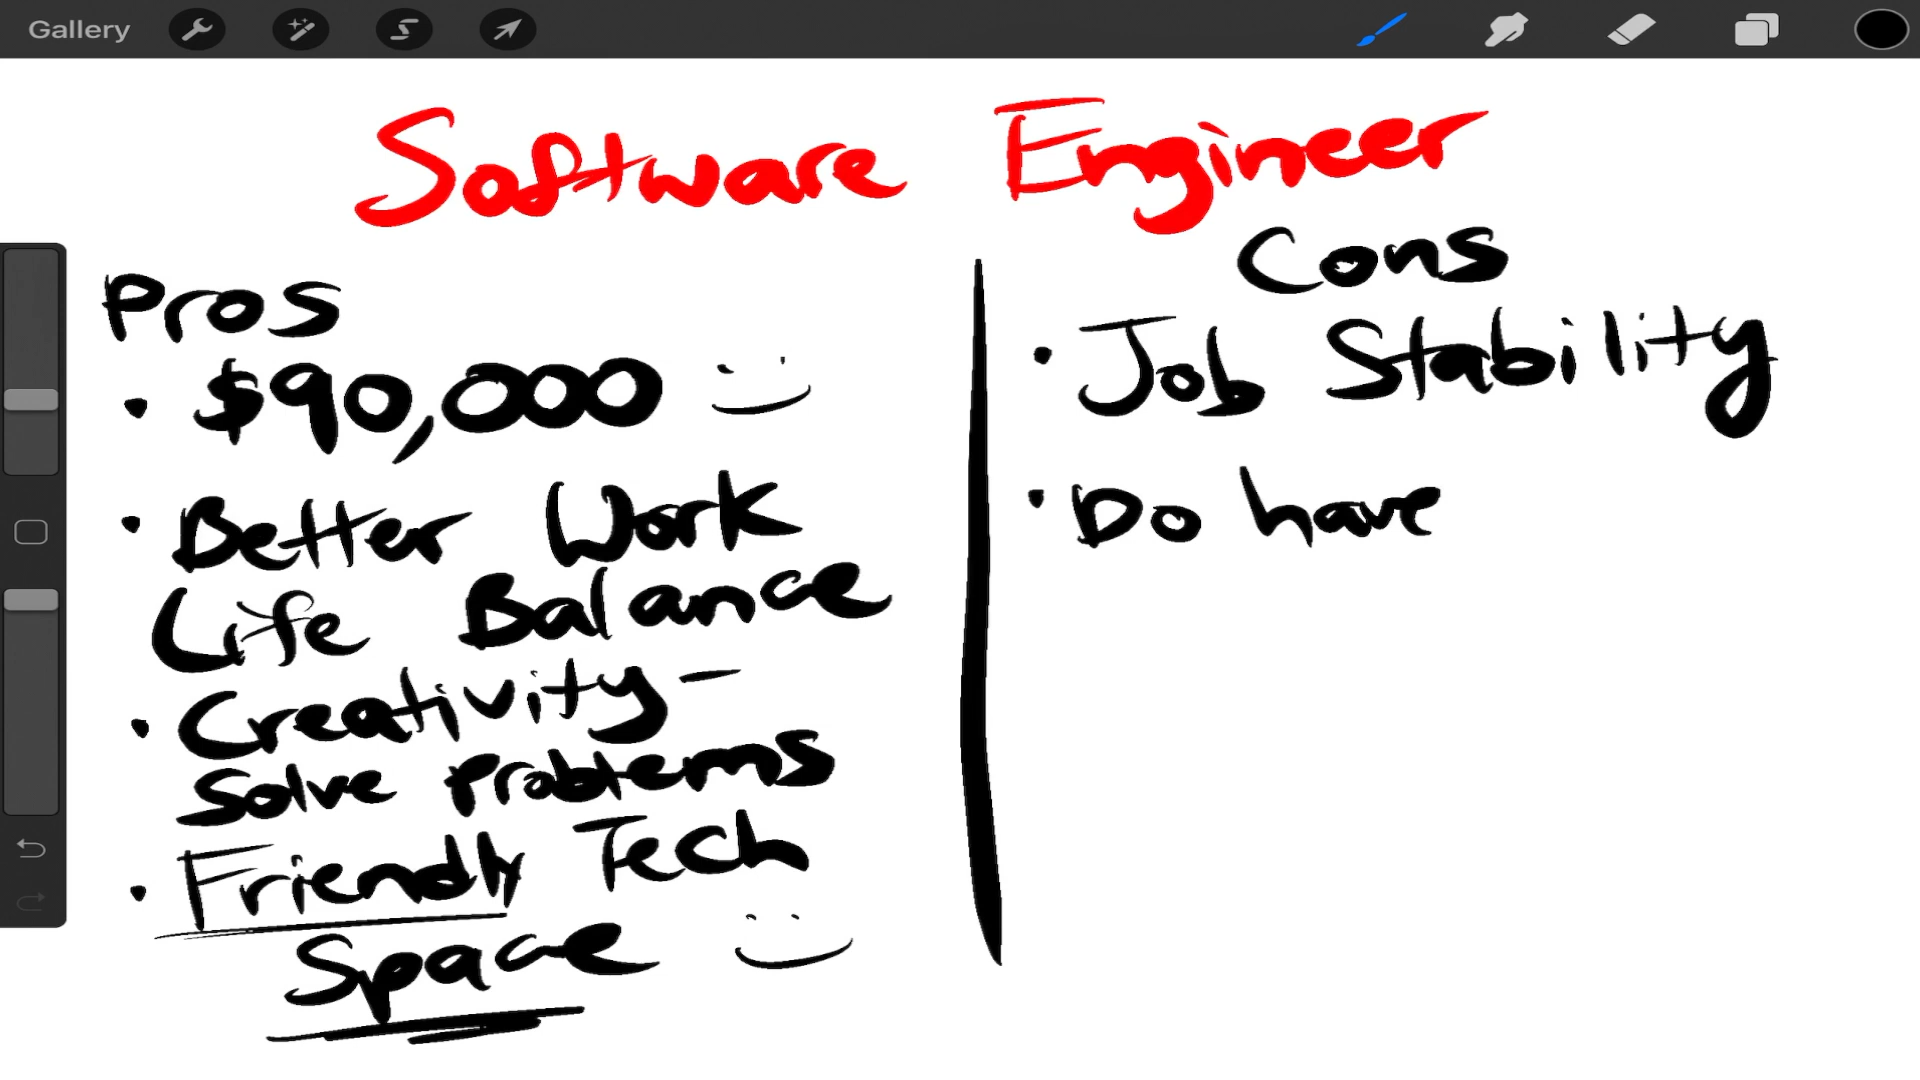 Gallery
Software Engineer
Pros
• $90,000
• Better Work
Life Balance
• Creativity -
Solve Problems
• Friendly Tech
Space
Cons
• Job Stability
• Do have